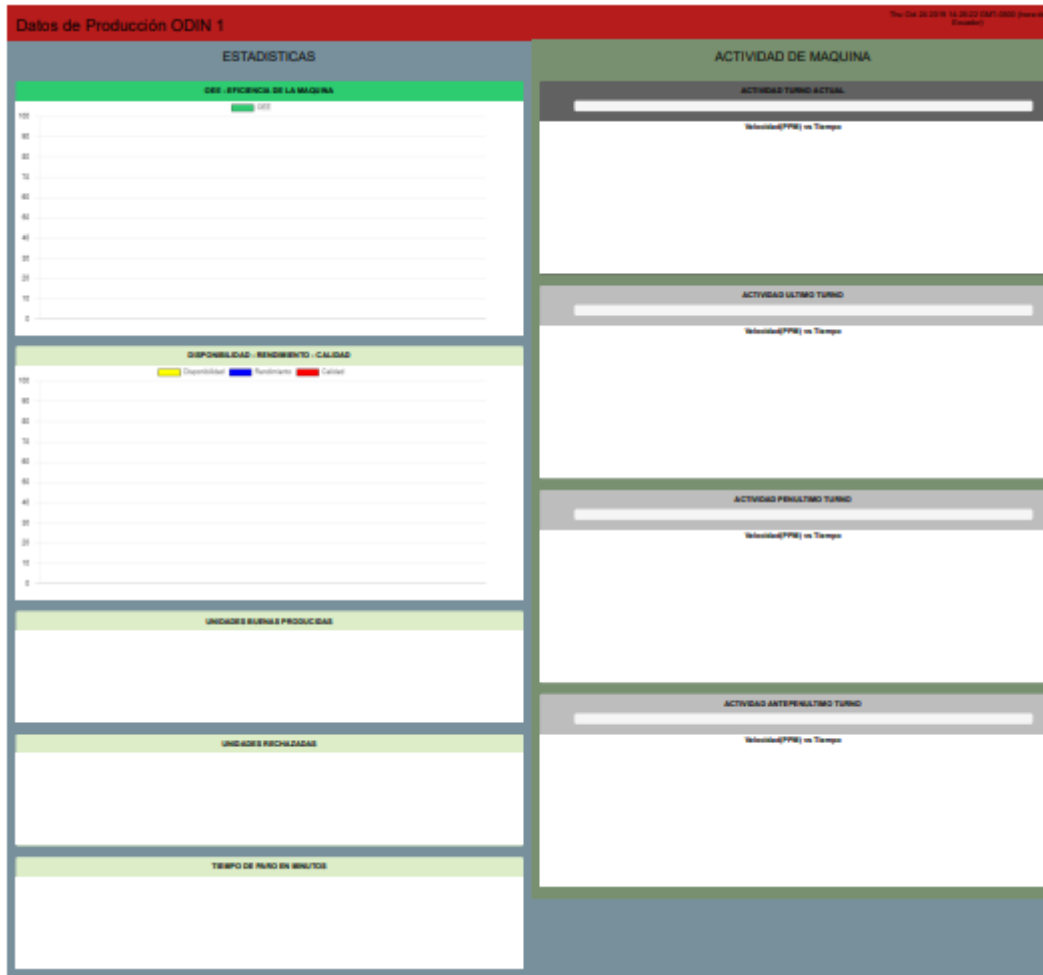 Datos de Producción ODIN 1
Ecuador)
ESTADISTICAS
OEE - EFICIENCIA DE LA MAQUINA
OEE
100
90
80
70
60
50
40
30
20
10
0
DISPONIBILIDAD - RENDIMIENTO - CALIDAD
Disponibilidad Rendimiento Calidad
100
90
80
70
60
50
40
30
20
10
0
UNIDADES BUENAS PRODUCIDAS
UNIDADES RECHAZADAS
TIEMPO DE PARO EN MINUTOS
ACTIVIDAD DE MAQUINA
ACTIVIDAD TURNO ACTUAL
Velocidad(PPM) vs Tiempo
ACTIVIDAD ULTIMO TURNO
Velocidad(PPM) vs Tiempo
ACTIVIDAD PENULTIMO TURNO
Velocidad(PPM) vs Tiempo
ACTIVIDAD ANTEPENULTIMO TURNO
Velocidad(PPM) vs Tiempo